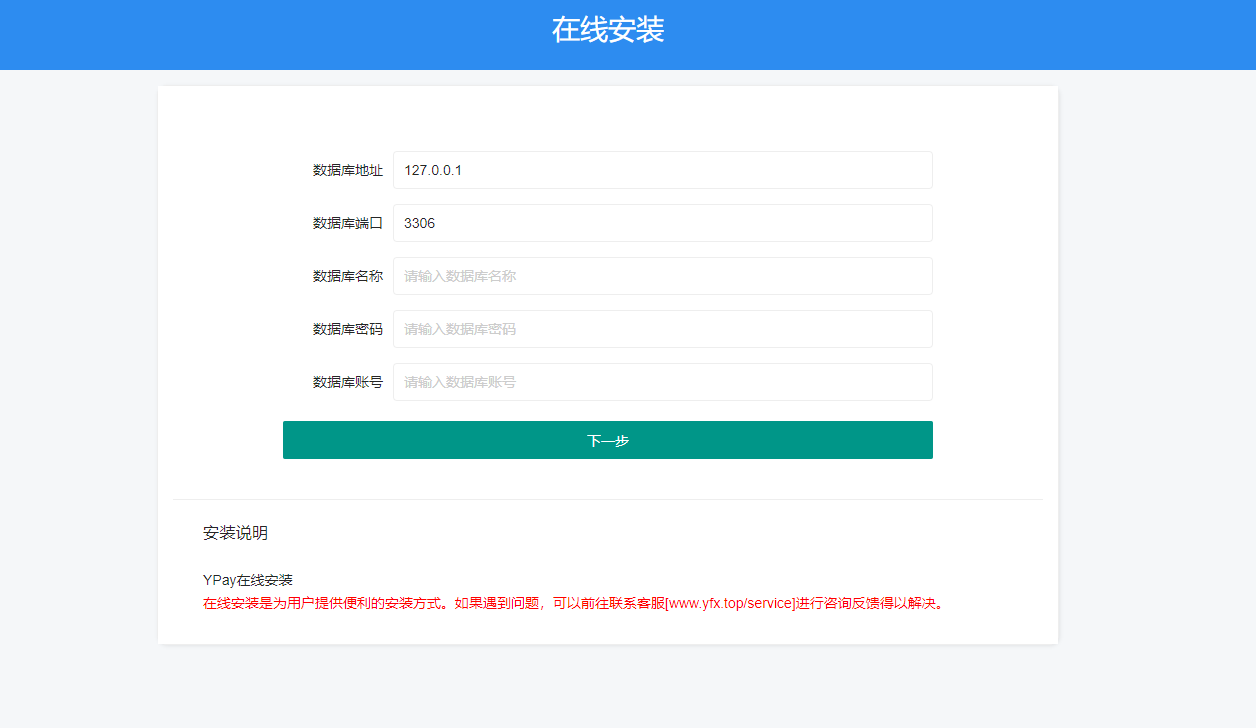 在线安装
数据库地址 127.0.0.1
数据库端口 3306
数据库名称 请输入数据库名称
数据库密码 请输入数据库密码
数据库账号 请输入数据库账号
下一步
安装说明
YPay在线安装
在线安装是为用户提供便利的安装方式。如果遇到问题，可以前往联系客服[www.yfx.top/service]进行咨询反馈得以解决。